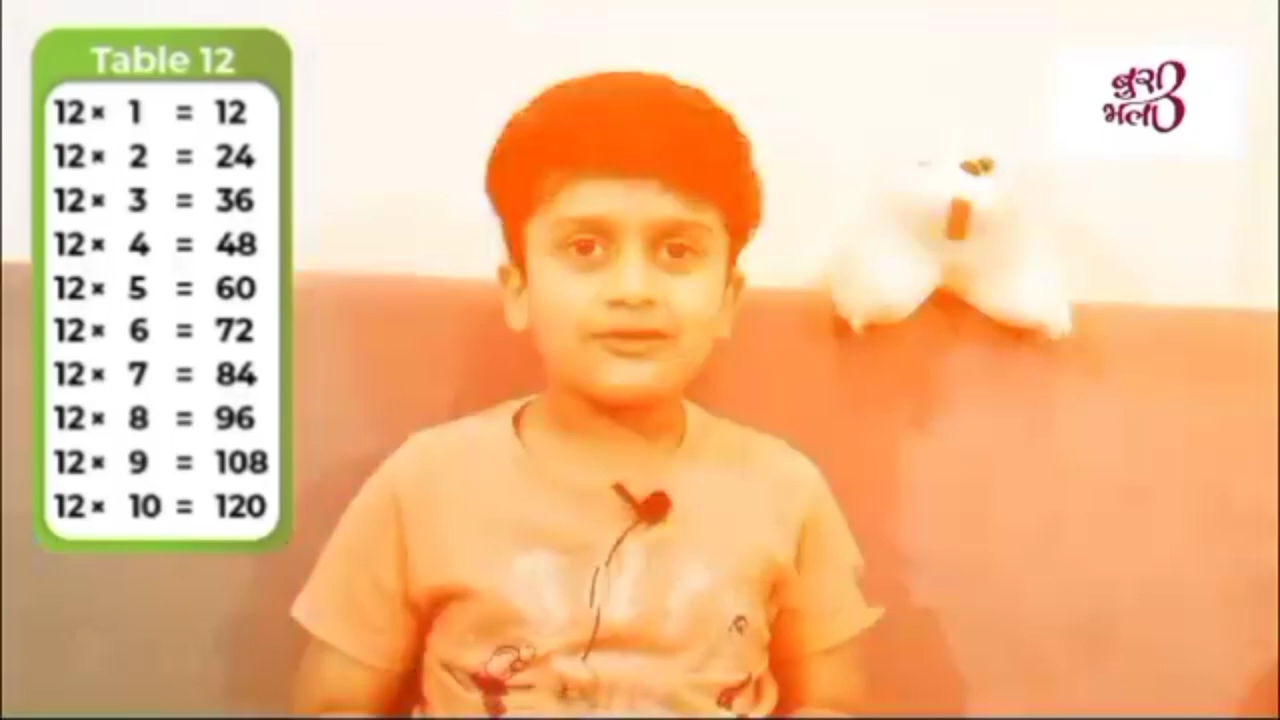 Table 12
12 × 1 = 12
12 × 2 = 24
12 × 3 = 36
12 × 4 = 48
12 × 5 = 60
12 × 6 = 72
12 × 7 = 84
12 × 8 = 96
12 × 9 = 108
12 × 10 = 120